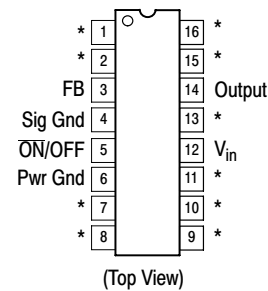 * 1 16 *
* 2 15 *
FB 3 14 Output
Sig Gnd 4 13 *
O̅N̅/OFF 5 12 Vin
Pwr Gnd 6 11 *
* 7 10 *
* 8 9 *
(Top View)